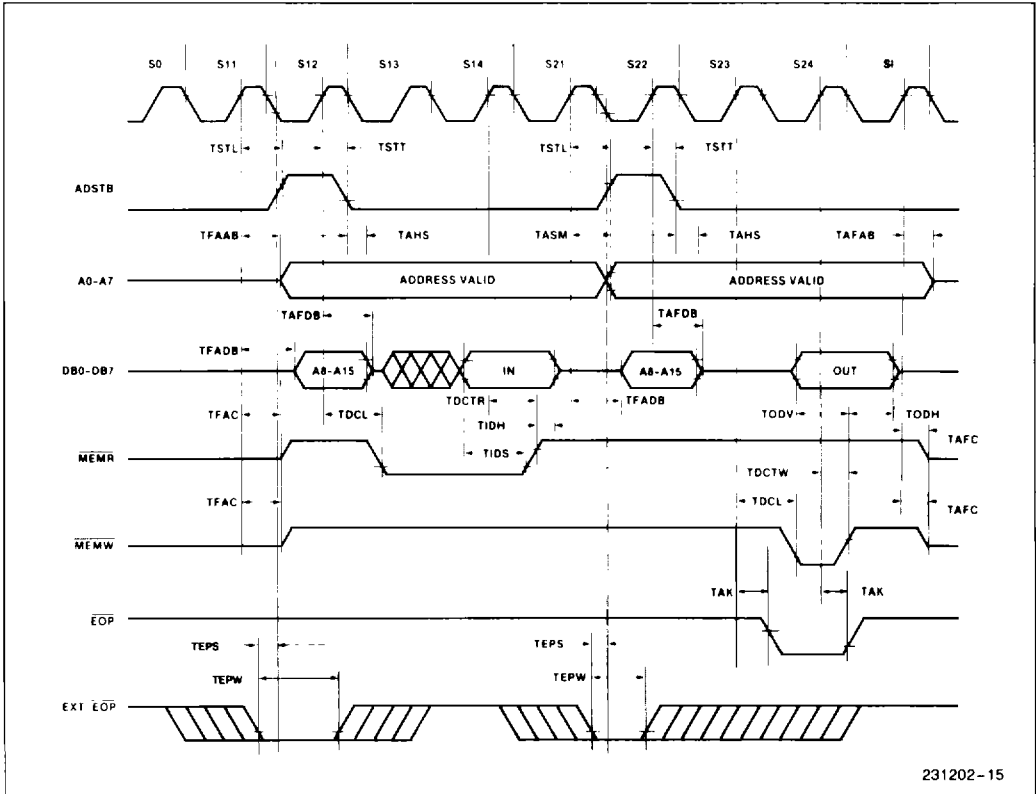 S0 S11 S12 S13 S14 S21 S22 S23 S24 SI
TSTL TSTT TSTL TSTT
ADSTB
TFAAB TAHS TASM TAHS TAFAB
A0-A7 ADDRESS VALID ADDRESS VALID
TAFDB TAFDB
TFADB
DB0-DB7 A8-A15 IN A8-A15 OUT
TDCTR TFADB
TFAC TDCL TIDH TODV TODH
MEMR TIDS TAFC
TDCTW
TFAC TDCL TAFC
MEMW
TAK TAK
EOP
TEPS TEPS
TEPW TEPW
EXT EOP
231202-15